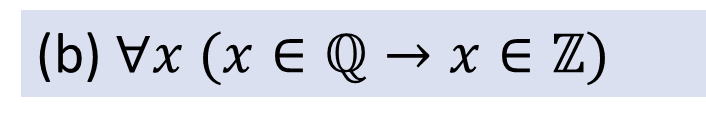 (b) ∀𝑥 (𝑥 ∈ ℚ → 𝑥 ∈ ℤ)